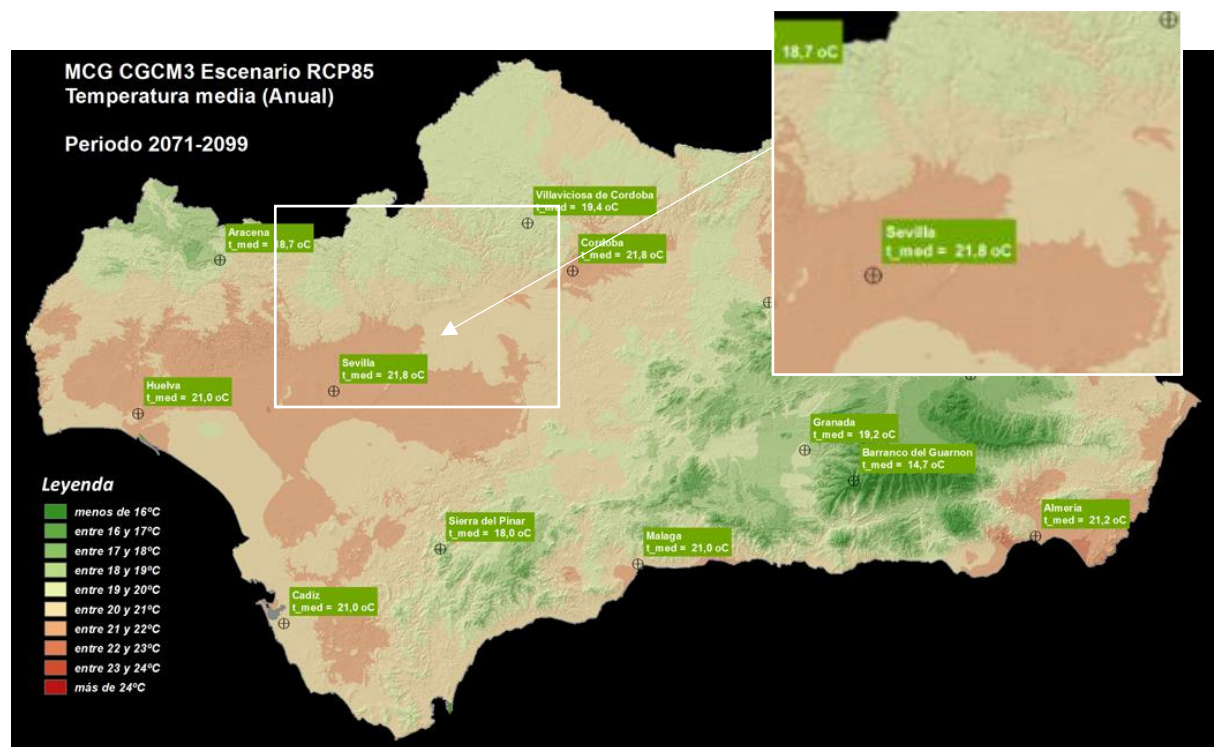 MCG CGCM3 Escenario RCP85
Temperatura media (Anual)
Periodo 2071-2099
18,7 oC
Sevilla
t_med = 21,8 oC
Villaviciosa de Cordoba
t_med = 19,4 oC
Aracena
t_med = 18,7 oC
Cordoba
t_med = 21,8 oC
Sevilla
t_med = 21,8 oC
Huelva
t_med = 21,0 oC
Granada
t_med = 19,2 oC
Barranco del Guarnon
t_med = 14,7 oC
Almeria
t_med = 21,2 oC
Sierra del Pinar
t_med = 18,0 oC
Malaga
t_med = 21,0 oC
Cadiz
t_med = 21,0 oC
Leyenda
menos de 16ºC
entre 16 y 17ºC
entre 17 y 18ºC
entre 18 y 19ºC
entre 19 y 20ºC
entre 20 y 21ºC
entre 21 y 22ºC
entre 22 y 23ºC
entre 23 y 24ºC
más de 24ºC